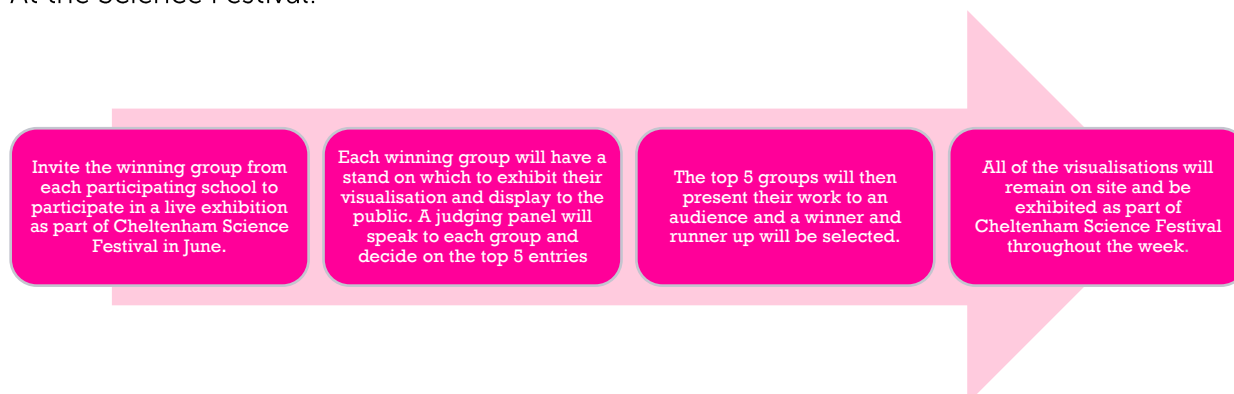 At the Science Festival:
Invite the winning group from
each participating school to
participate in a live exhibition
as part of Cheltenham Science
Festival in June.
Each winning group will have a
stand on which to exhibit their
visualisation and display to the
public. A judging panel will
speak to each group and
decide on the top 5 entries
The top 5 groups will then
present their work to an
audience and a winner and
runner up will be selected.
All of the visualisations will
remain on site and be
exhibited as part of
Cheltenham Science Festival
throughout the week.